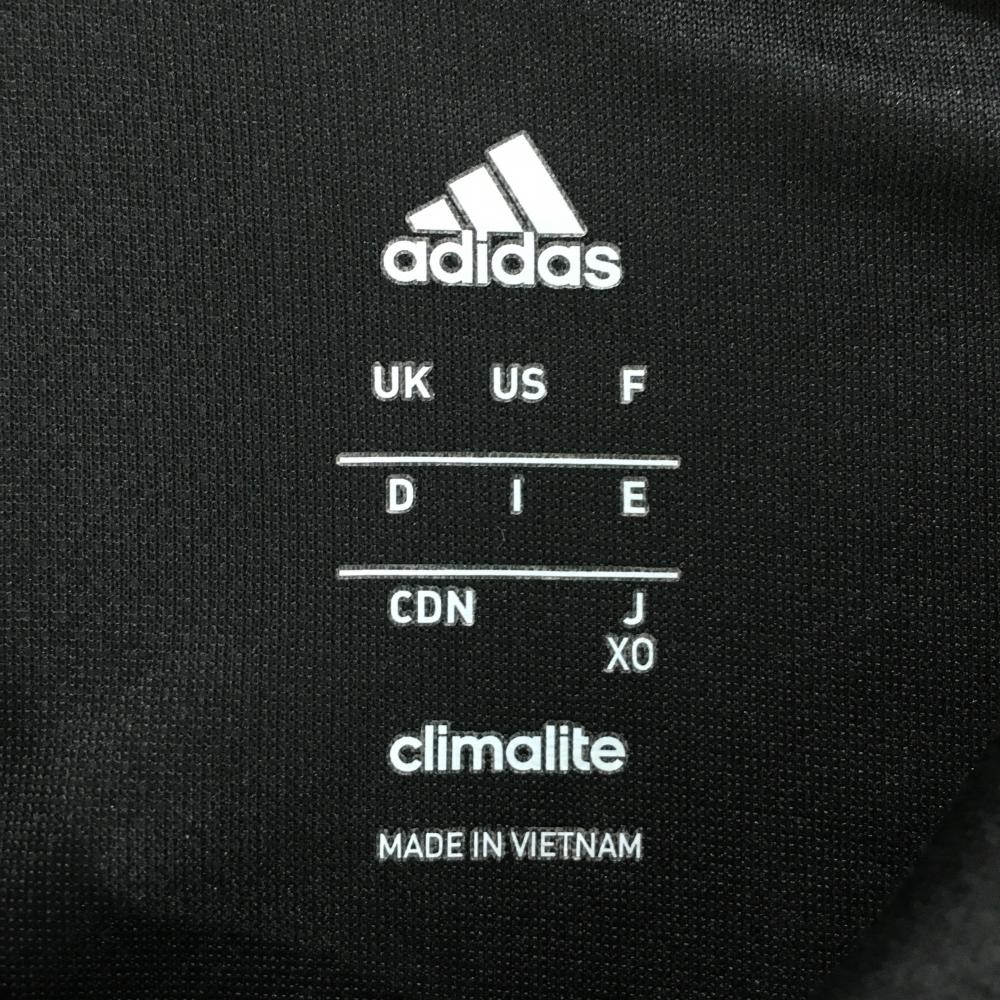 adidas
UK US F
D I E
CDN J
XO
climalite
MADE IN VIETNAM